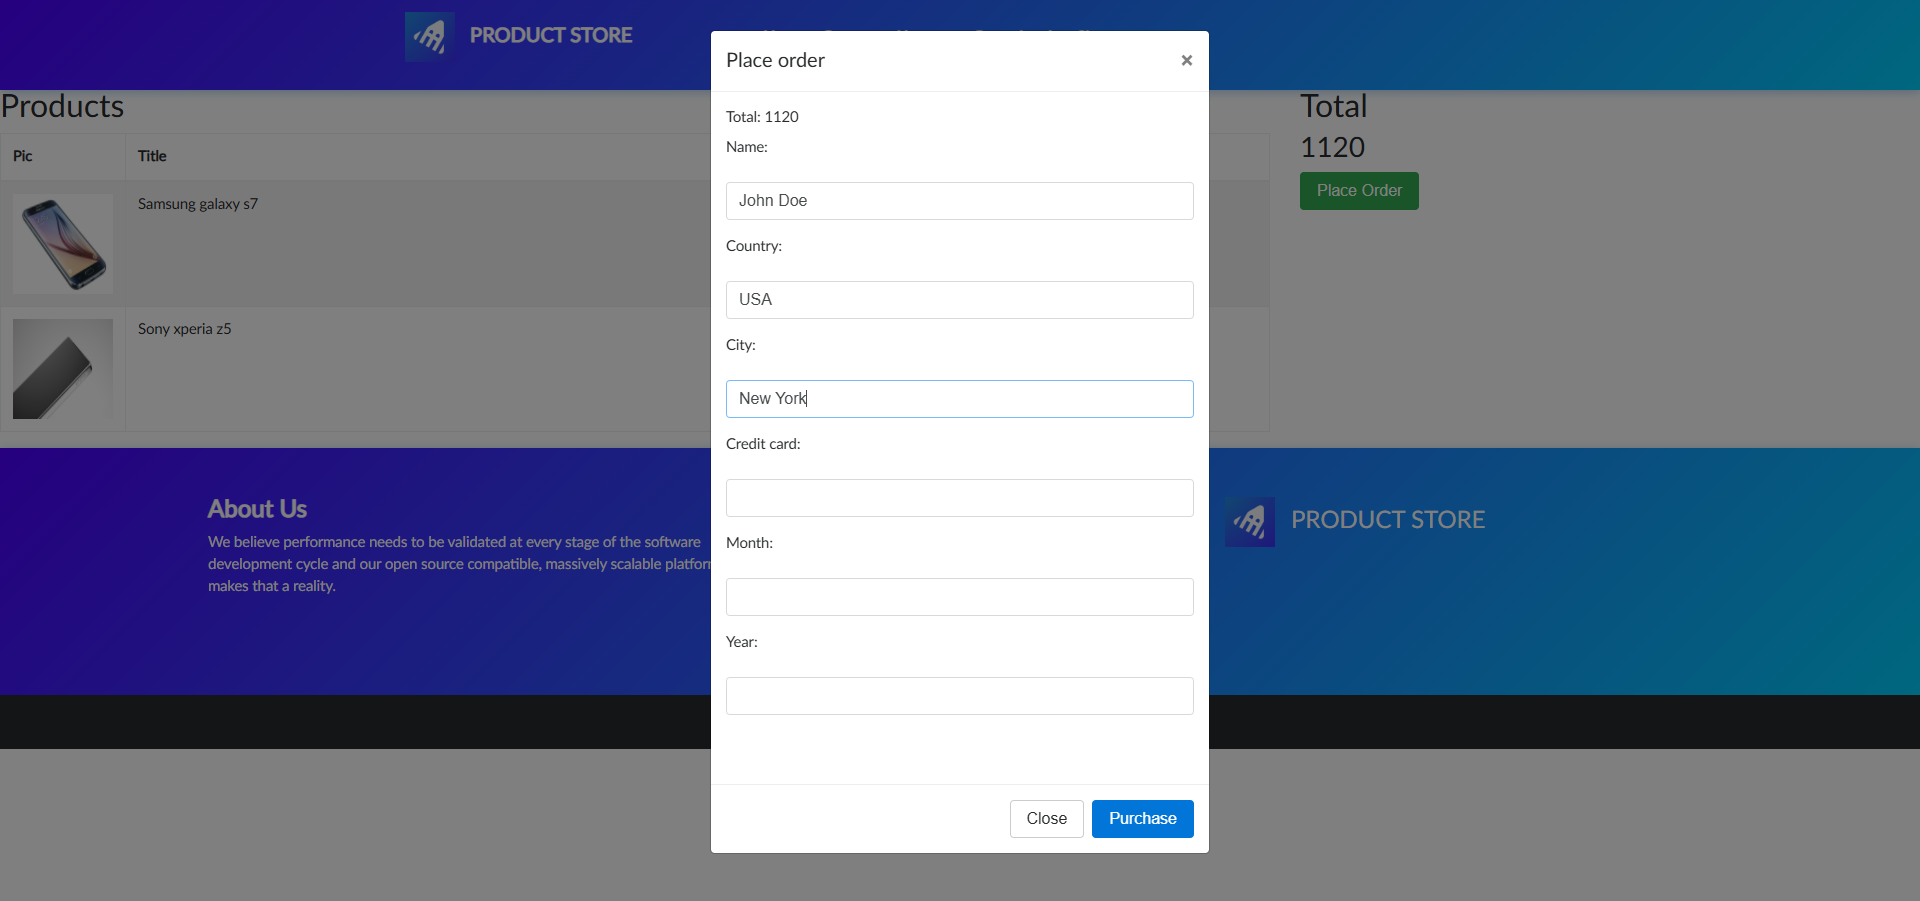 PRODUCT STORE
Place order
×
Products
Total
Total: 1120
1120
Name:
Pic
Title
Place Order
John Doe
Samsung galaxy s7
Country:
USA
Sony xperia z5
City:
New York
Credit card:
About Us
PRODUCT STORE
We believe performance needs to be validated at every stage of the software
development cycle and our open source compatible, massively scalable platfor
makes that a reality.
Month:
Year:
Close
Purchase